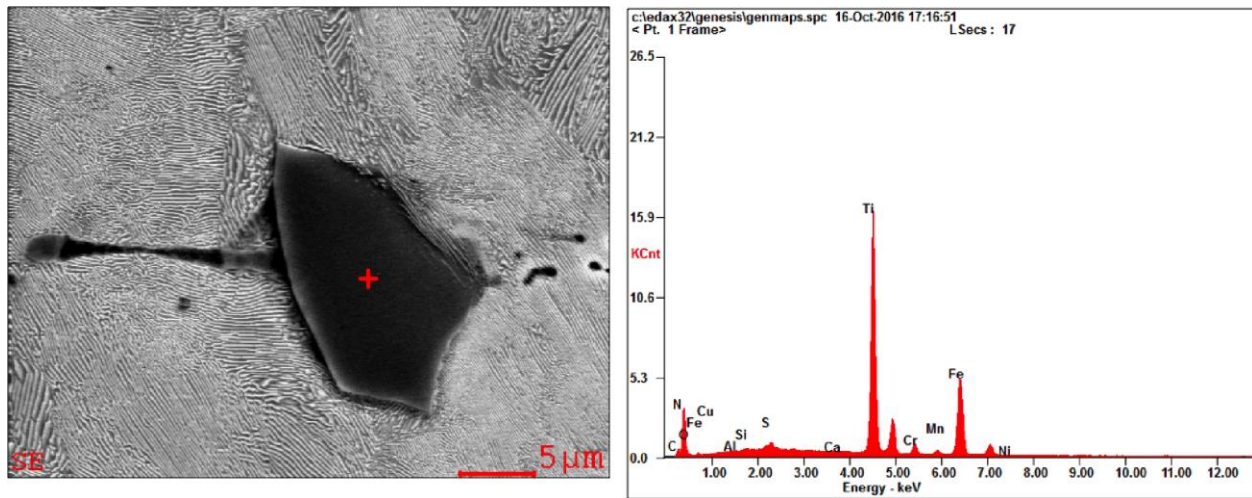 SE
5µm
c:\edax32\genesis\genmaps.spc 16-Oct-2016 17:16:51
< Pt. 1 Frame> LSecs : 17
26.5
21.2
15.9
KCnt
10.6
5.3
0.0
Ti
Fe
N
Cu
Fe
O
C
Al
Si
S
Ca
Cr
Mn
Ni
1.00 2.00 3.00 4.00 5.00 6.00 7.00 8.00 9.00 10.00 11.00 12.00
Energy - keV